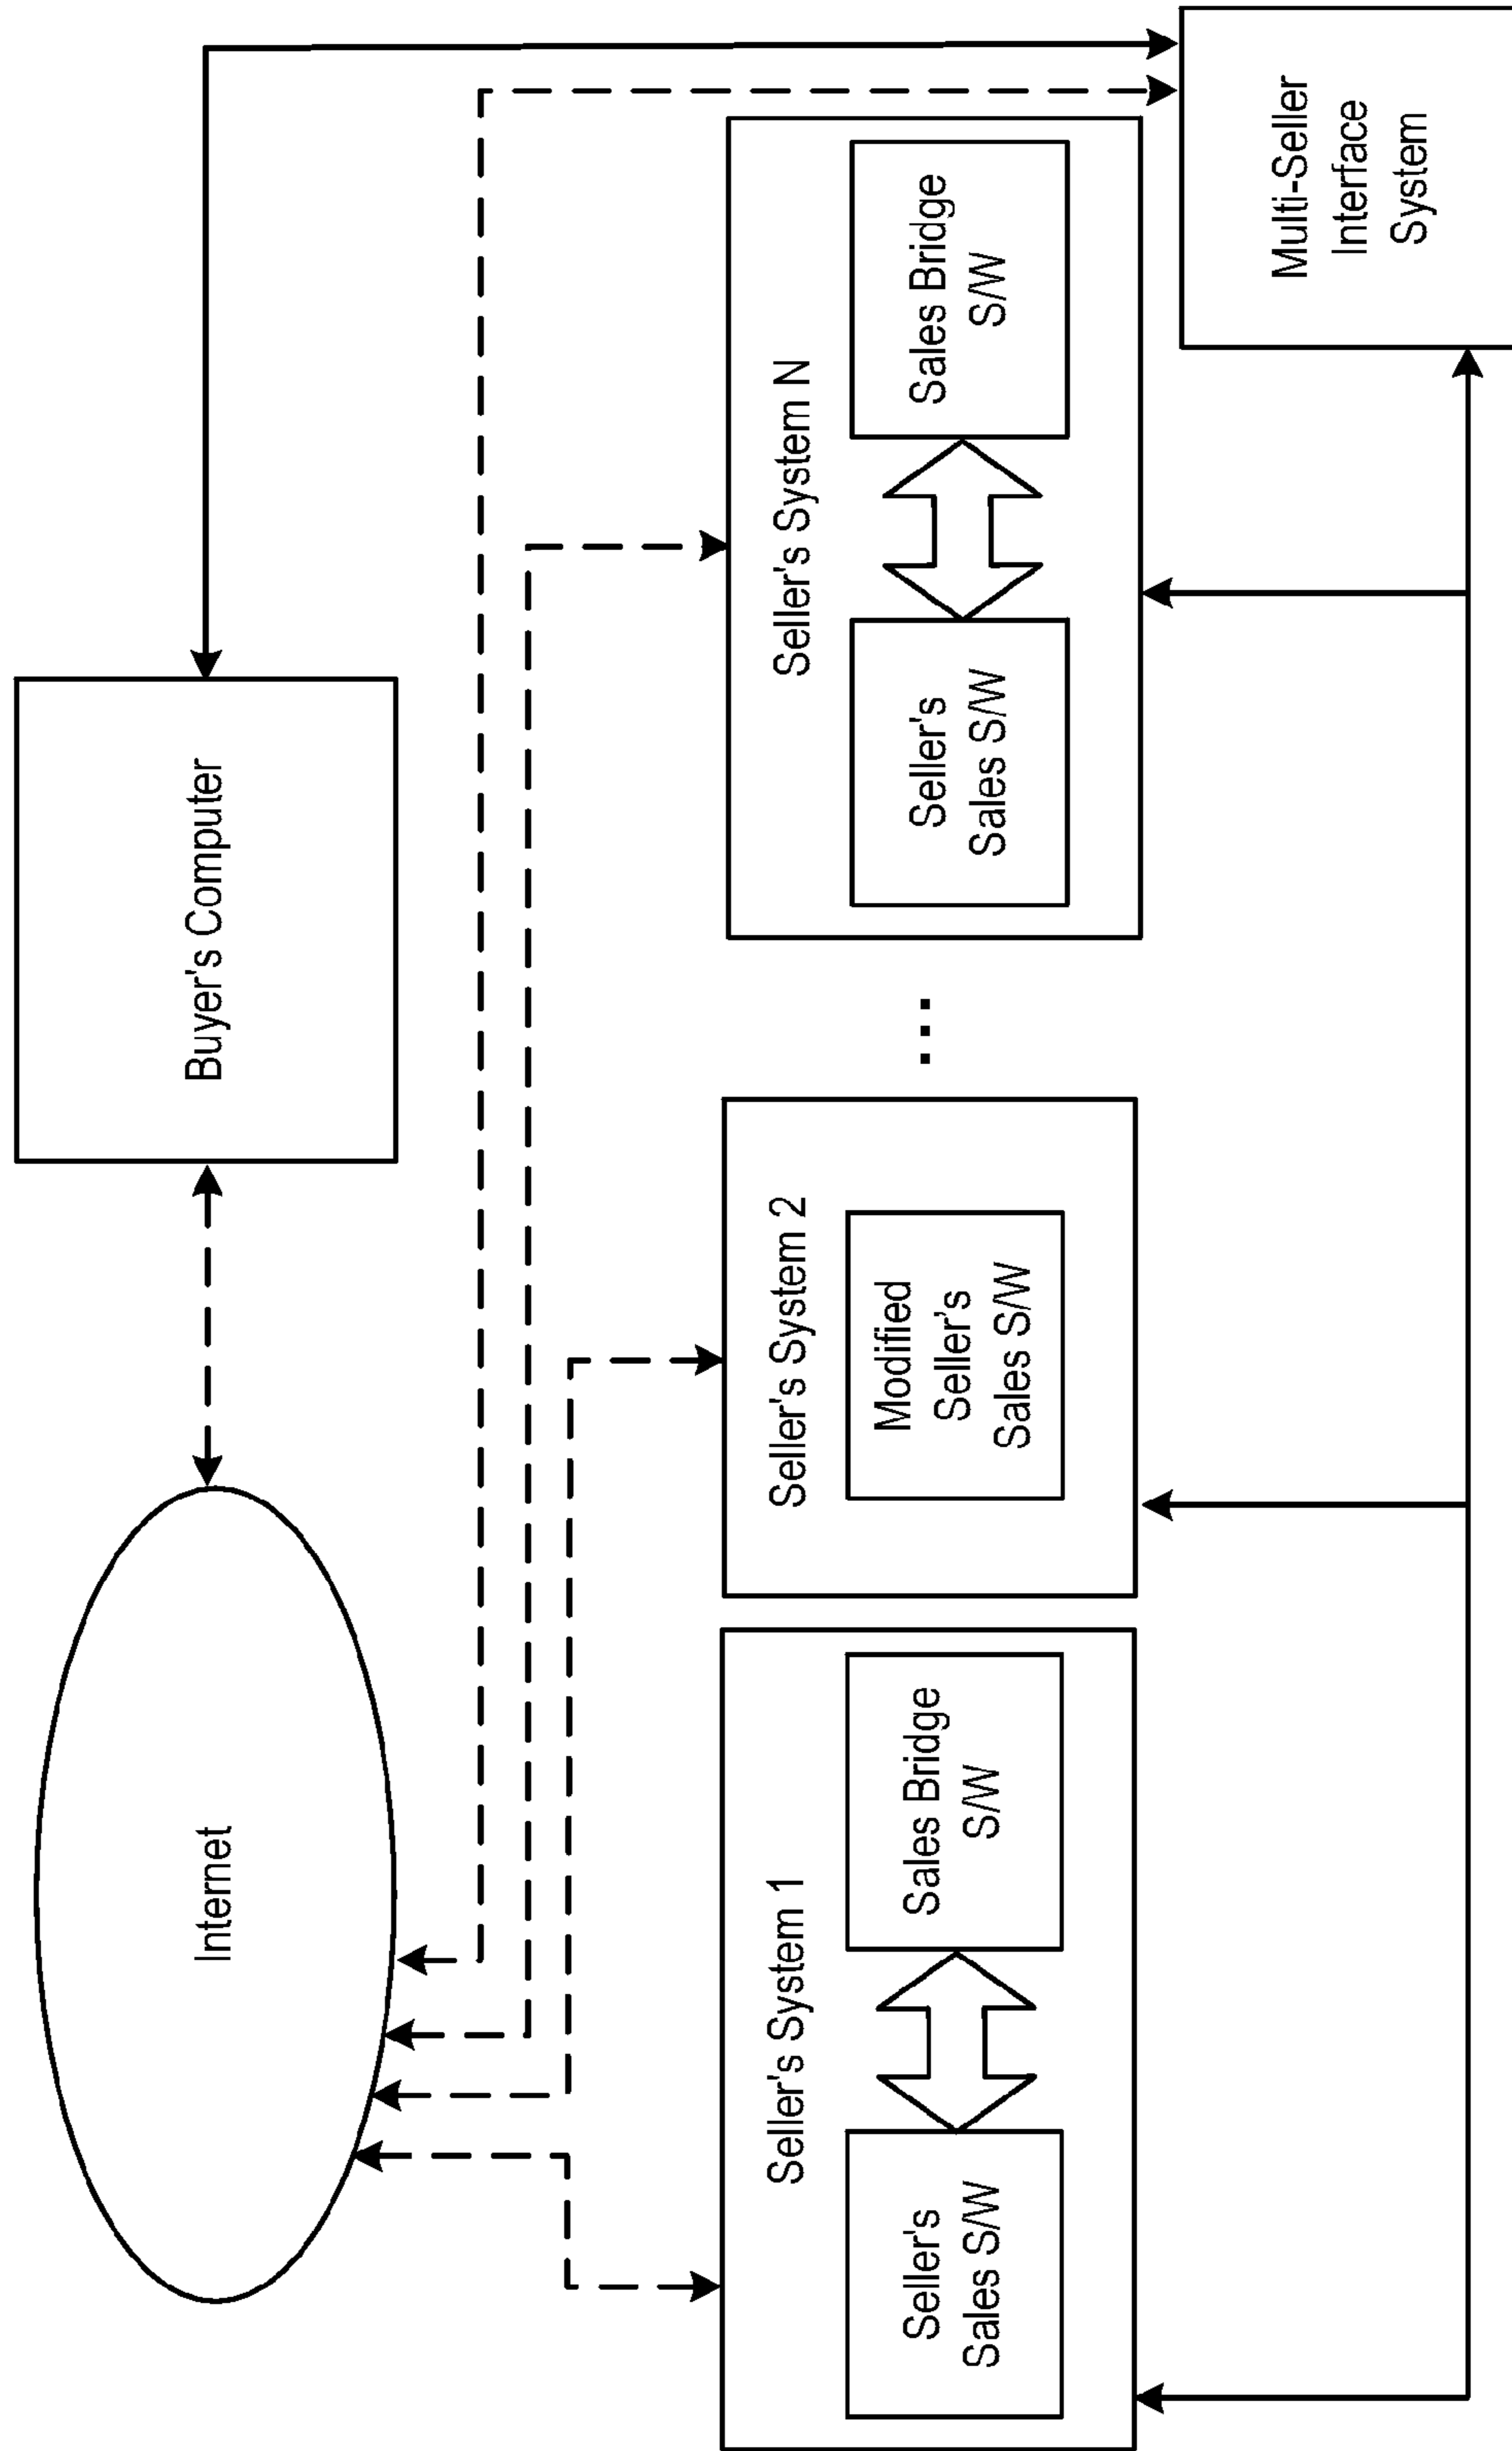 Internet
Buyer's Computer
Seller's System 1
Seller's
Sales S/W
Sales Bridge
S/W
Seller's System 2
Modified
Seller's
Sales S/W
...
Seller's System N
Seller's
Sales S/W
Sales Bridge
S/W
Multi-Seller
Interface
System